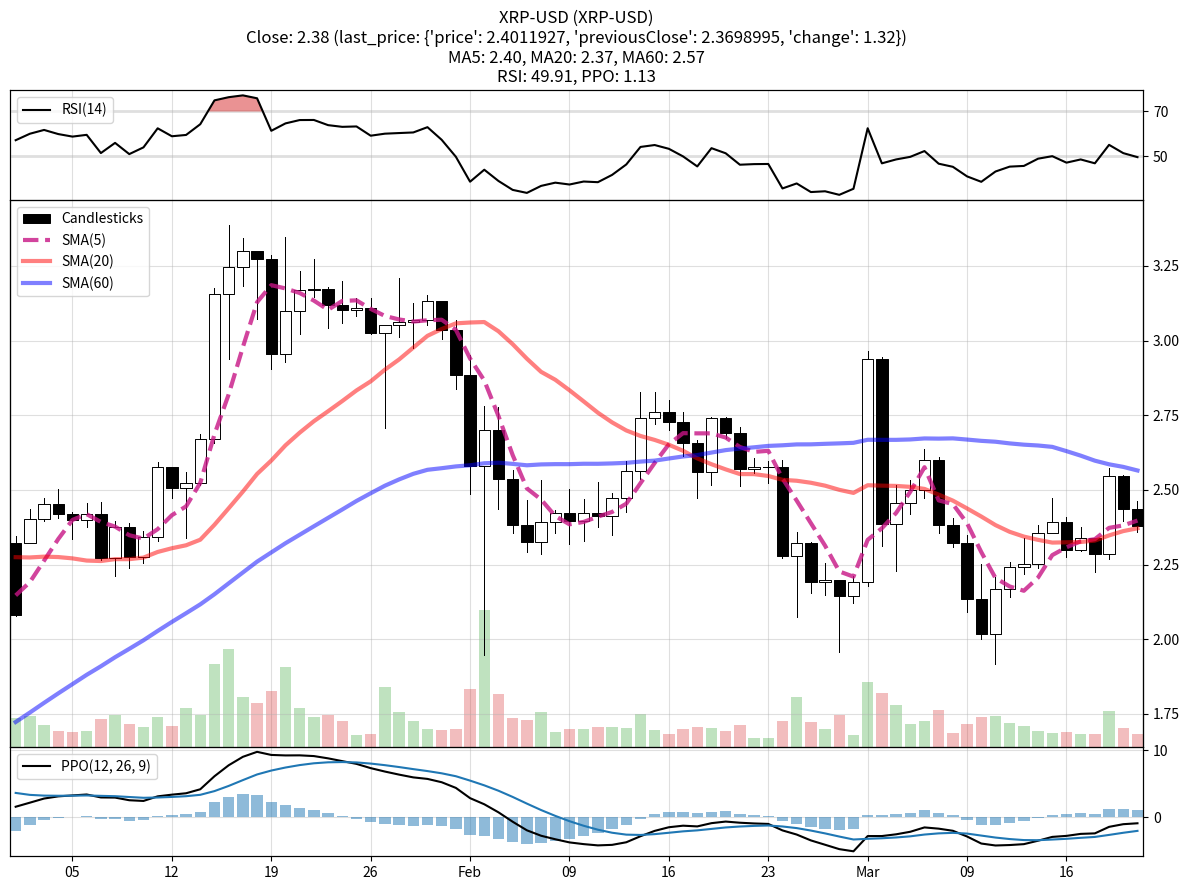 XRP-USD (XRP-USD)
Close: 2.38 (last_price: {'price': 2.4011927, 'previousClose': 2.3698995, 'change': 1.32})
MA5: 2.40, MA20: 2.37, MA60: 2.57
RSI: 49.91, PPO: 1.13
RSI(14)
70
50
Candlesticks
SMA(5)
SMA(20)
SMA(60)
3.25
3.00
2.75
2.50
2.25
2.00
1.75
PPO(12, 26, 9)
10
0
05 12 19 26 Feb 09 16 23 Mar 09 16